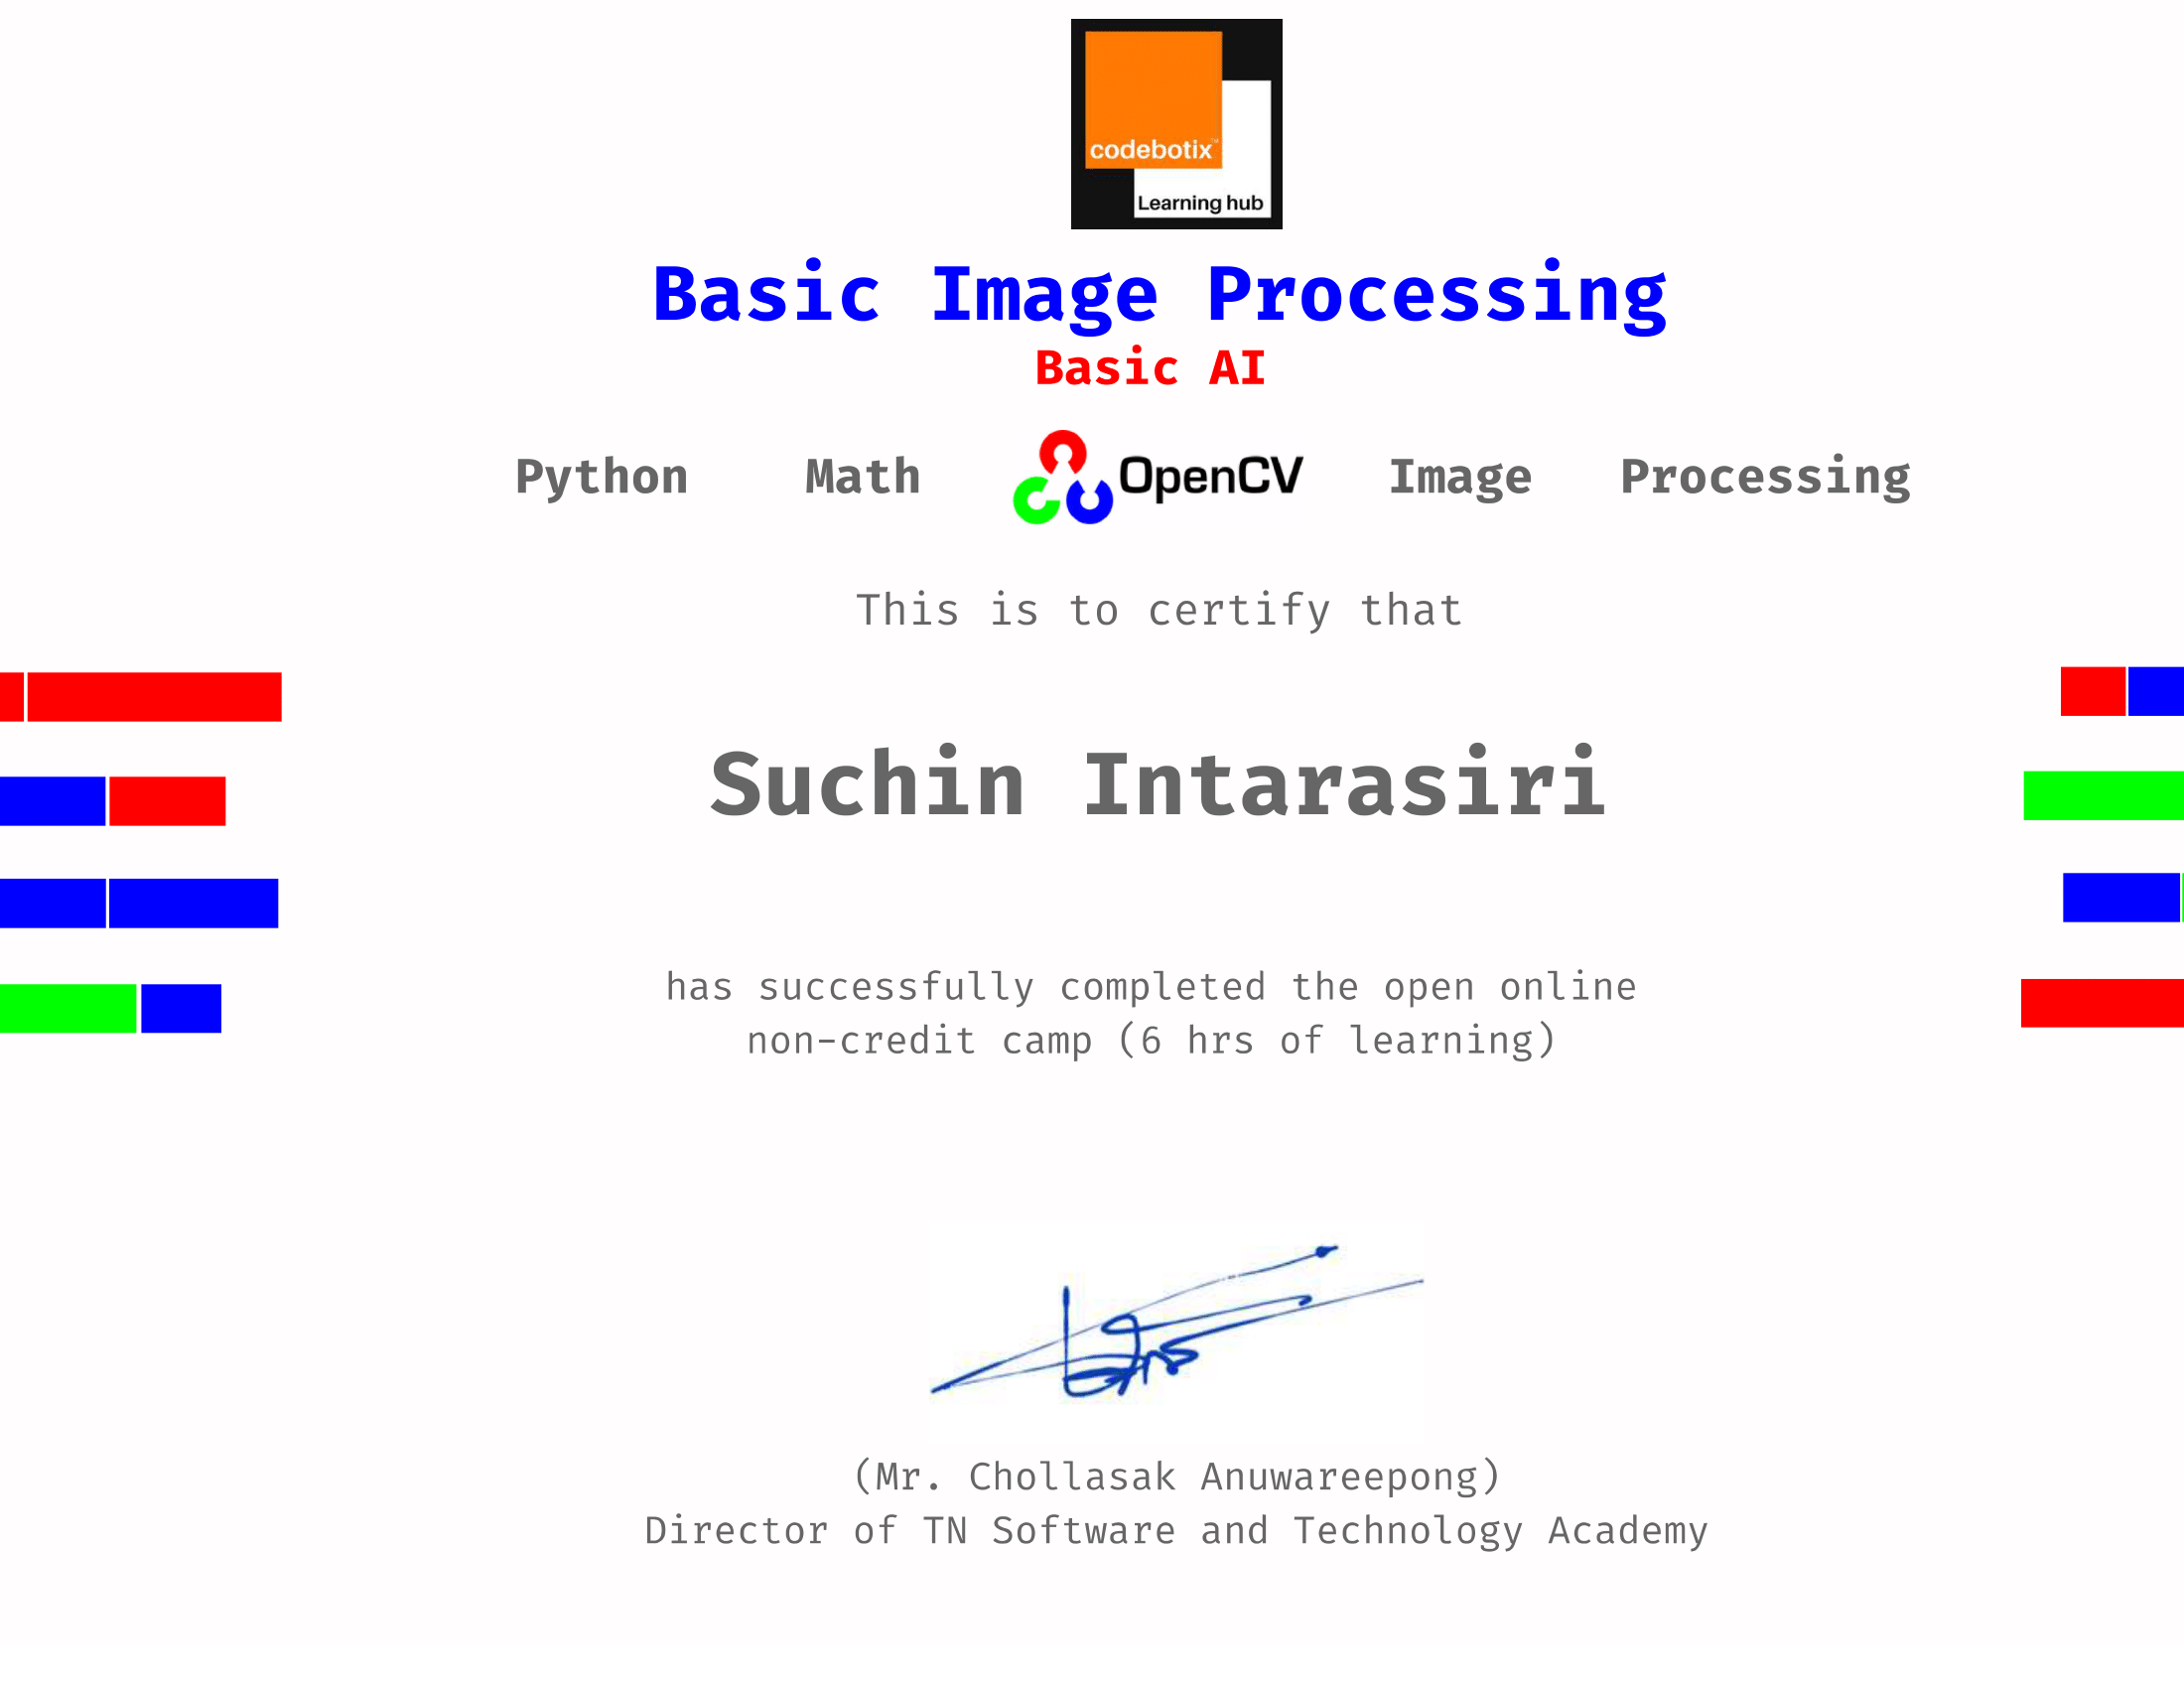 codebotix™
Learning hub
Basic Image Processing
Basic AI
Python Math OpenCV Image Processing
This is to certify that
Suchin Intarasiri
has successfully completed the open online
non-credit camp (6 hrs of learning)
(Mr. Chollasak Anuwareepong)
Director of TN Software and Technology Academy